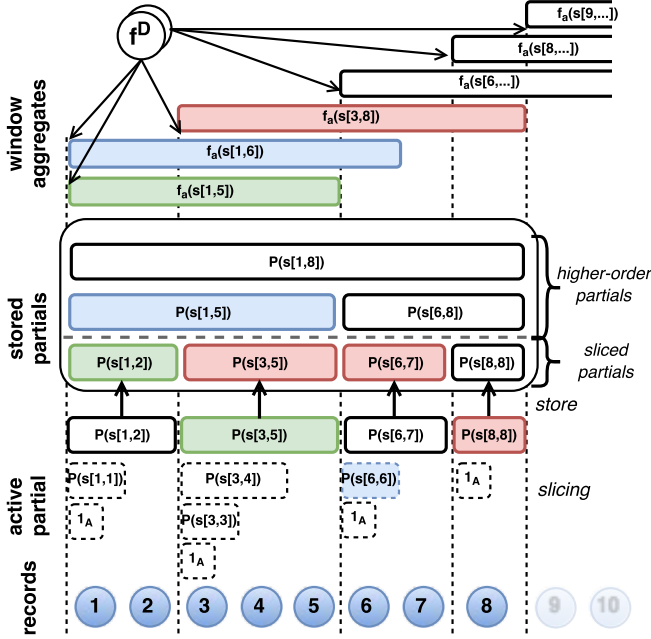 f^D
f_a(s[9,...])
f_a(s[8,...])
f_a(s[6,...])
f_a(s[3,8])
f_a(s[1,6])
f_a(s[1,5])
window
aggregates
P(s[1,8])
P(s[1,5])
P(s[6,8])
higher-order
partials
stored
partials
P(s[1,2])
P(s[3,5])
P(s[6,7])
P(s[8,8])
sliced
partials
store
P(s[1,2])
P(s[3,5])
P(s[6,7])
P(s[8,8])
P(s[1,1])
P(s[3,4])
P(s[6,6])
1_A
slicing
active
partial
1_A
P(s[3,3])
1_A
1_A
records
1 2 3 4 5 6 7 8 9 10